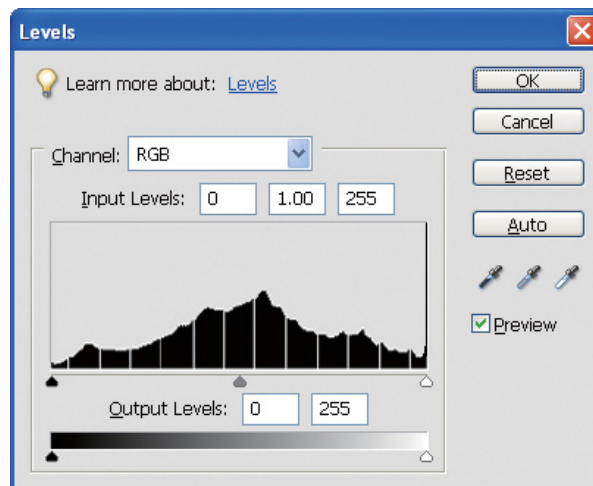 Levels
Learn more about: Levels
OK
Cancel
Channel: RGB
Reset
Input Levels: 0 1.00 255
Auto
Preview
Output Levels: 0 255